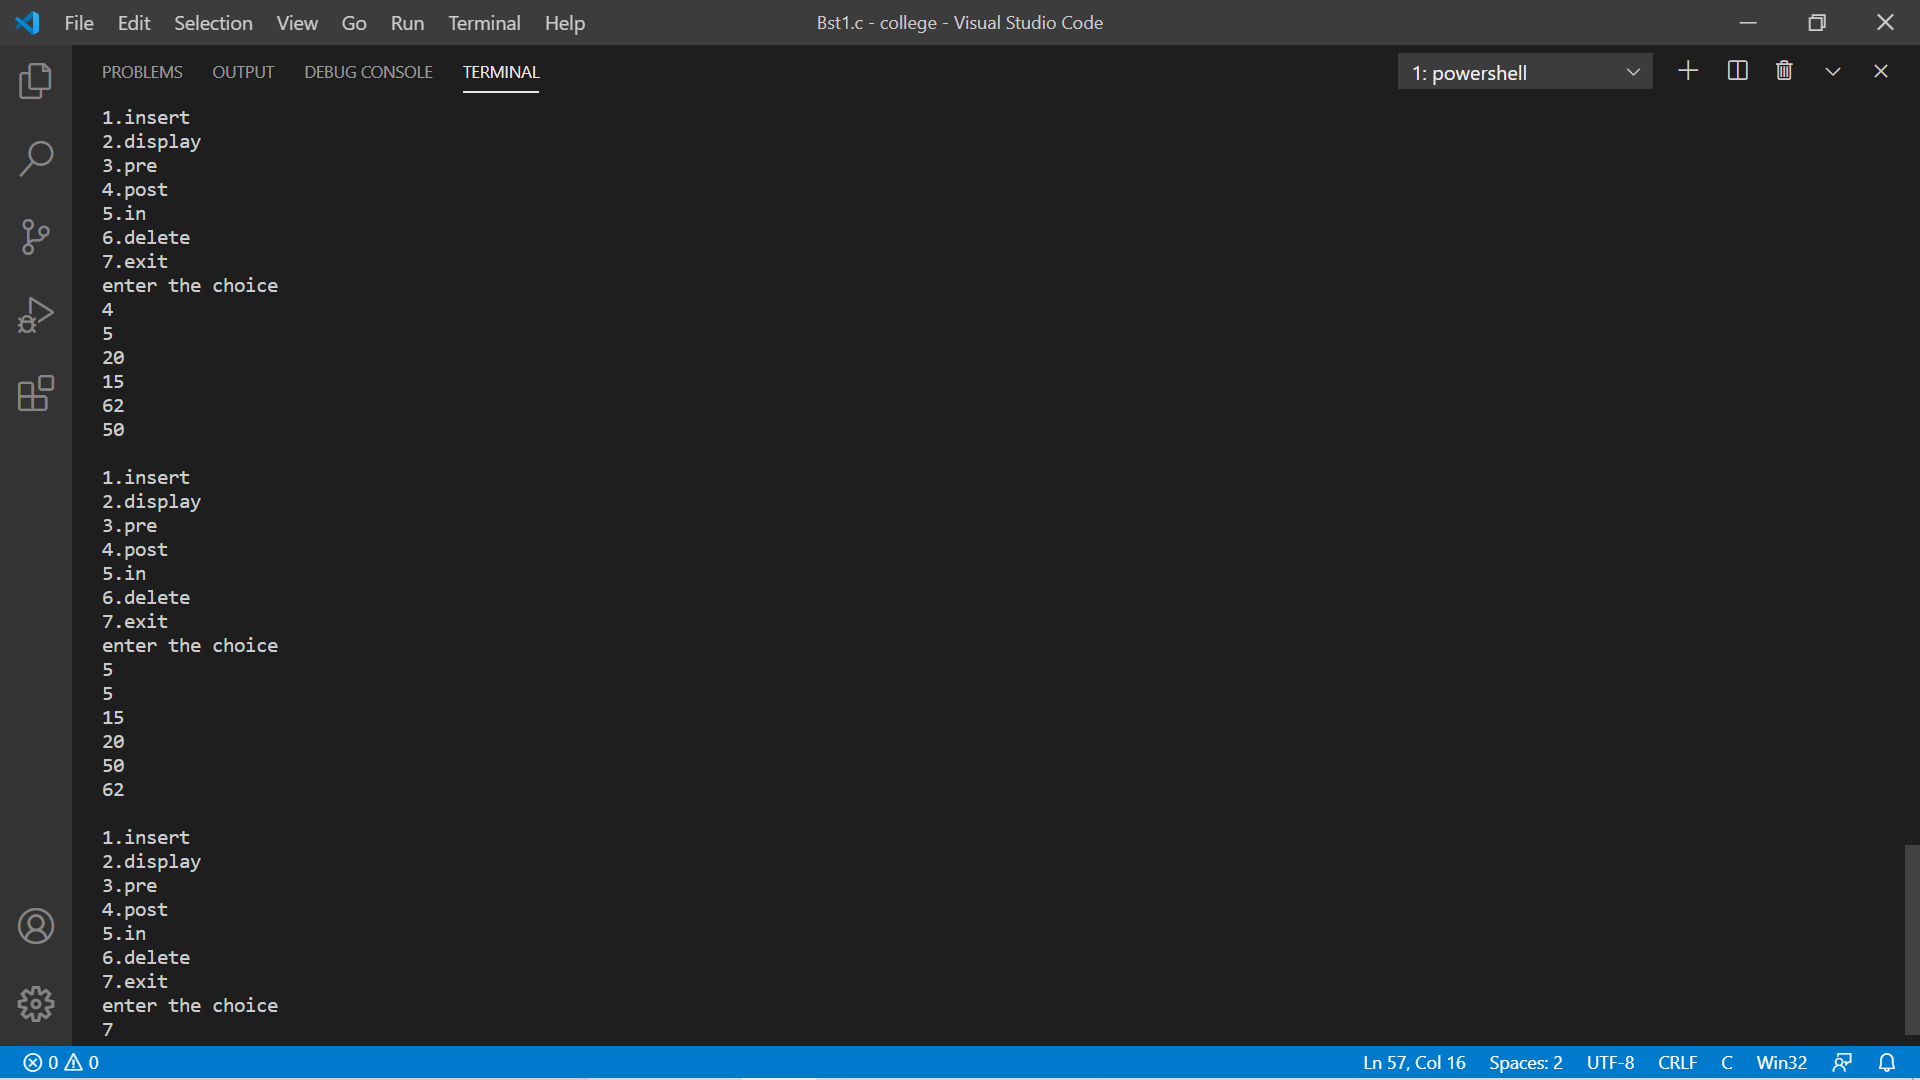 File Edit Selection View Go Run Terminal Help Bst1.c - college - Visual Studio Code
PROBLEMS OUTPUT DEBUG CONSOLE TERMINAL 1: powershell
1.insert
2.display
3.pre
4.post
5.in
6.delete
7.exit
enter the choice
4
5
20
15
62
50
1.insert
2.display
3.pre
4.post
5.in
6.delete
7.exit
enter the choice
5
5
15
20
50
62
1.insert
2.display
3.pre
4.post
5.in
6.delete
7.exit
enter the choice
7
0 0 Ln 57, Col 16 Spaces: 2 UTF-8 CRLF C Win32